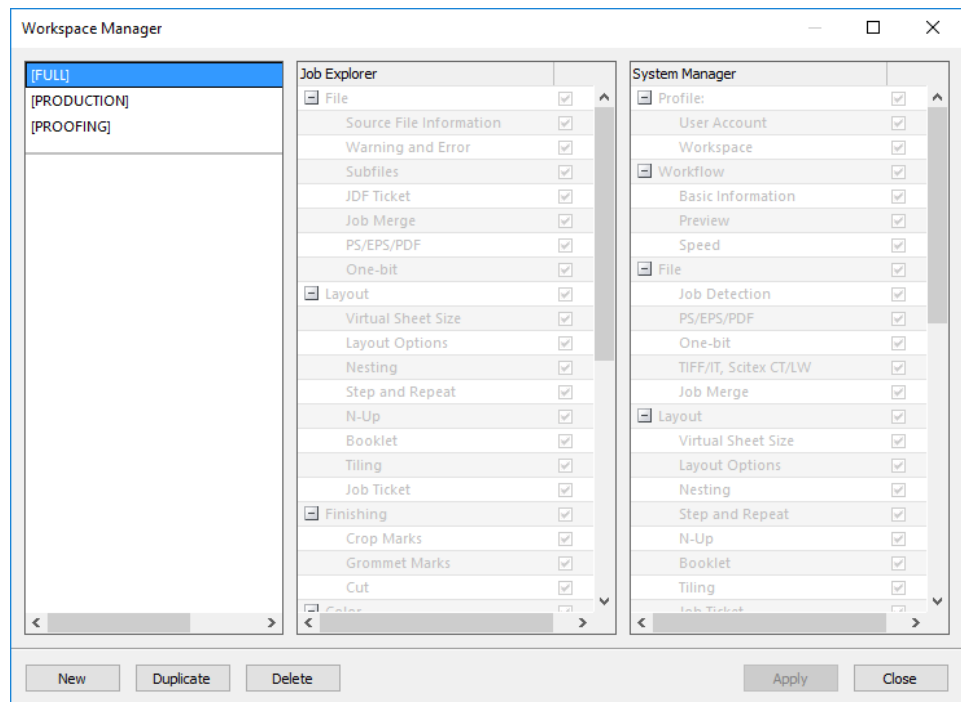 Workspace Manager
[FULL]
[PRODUCTION]
[PROOFING]
Job Explorer
File
Source File Information
Warning and Error
Subfiles
JDF Ticket
Job Merge
PS/EPS/PDF
One-bit
Layout
Virtual Sheet Size
Layout Options
Nesting
Step and Repeat
N-Up
Booklet
Tiling
Job Ticket
Finishing
Crop Marks
Grommet Marks
Cut
Color
System Manager
Profile:
User Account
Workspace
Workflow
Basic Information
Preview
Speed
File
Job Detection
PS/EPS/PDF
One-bit
TIFF/IT, Scitex CT/LW
Job Merge
Layout
Virtual Sheet Size
Layout Options
Nesting
Step and Repeat
N-Up
Booklet
Tiling
Job Ticket
New
Duplicate
Delete
Apply
Close